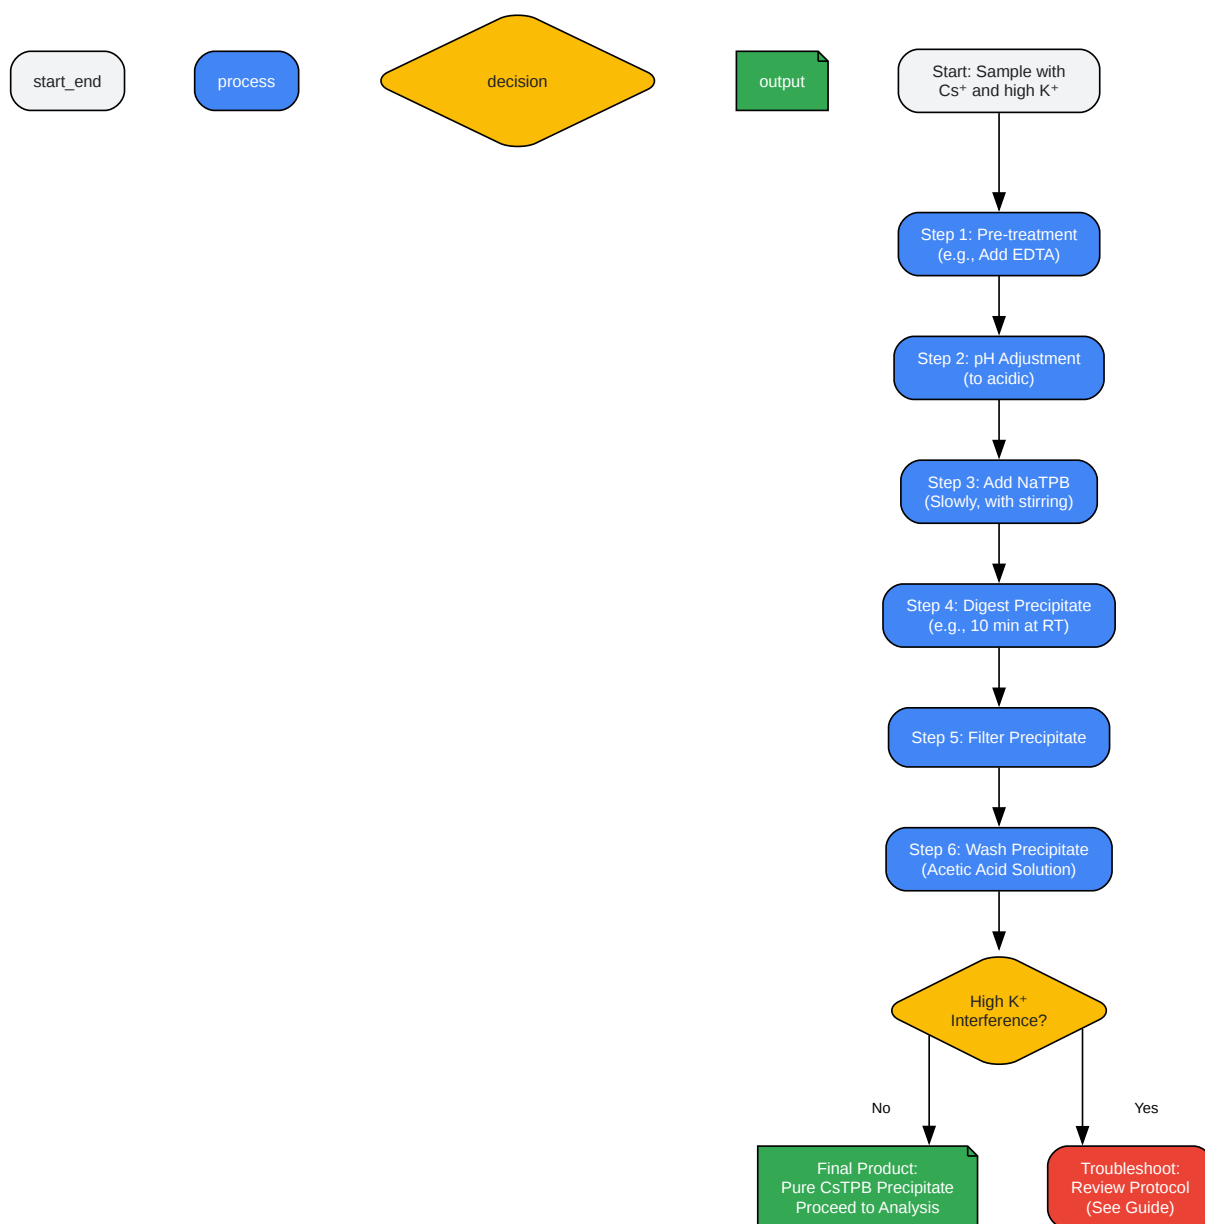 start_end
process
decision
output
Start: Sample with
Cs⁺ and high K⁺
Step 1: Pre-treatment
(e.g., Add EDTA)
Step 2: pH Adjustment
(to acidic)
Step 3: Add NaTPB
(Slowly, with stirring)
Step 4: Digest Precipitate
(e.g., 10 min at RT)
Step 5: Filter Precipitate
Step 6: Wash Precipitate
(Acetic Acid Solution)
High K⁺
Interference?
No
Yes
Final Product:
Pure CsTPB Precipitate
Proceed to Analysis
Troubleshoot:
Review Protocol
(See Guide)